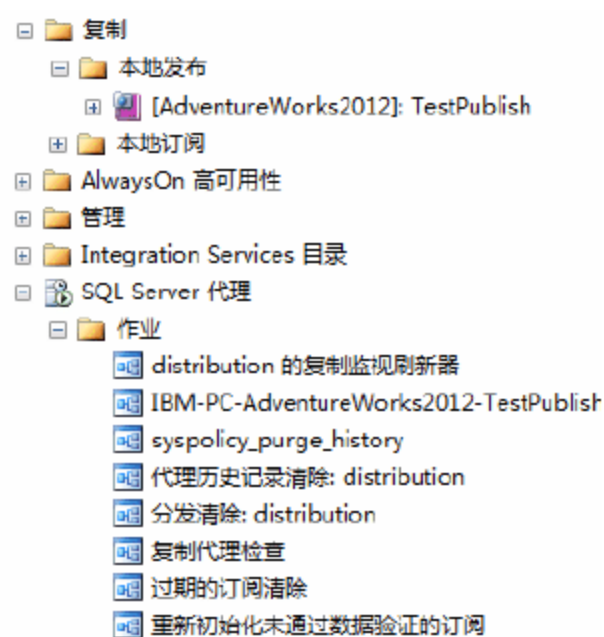 复制
本地发布
[AdventureWorks2012]: TestPublish
本地订阅
AlwaysOn 高可用性
管理
Integration Services 目录
SQL Server 代理
作业
distribution 的复制监视刷新器
IBM-PC-AdventureWorks2012-TestPublish
syspolicy_purge_history
代理历史记录清除: distribution
分发清除: distribution
复制代理检查
过期的订阅清除
重新初始化未通过数据验证的订阅